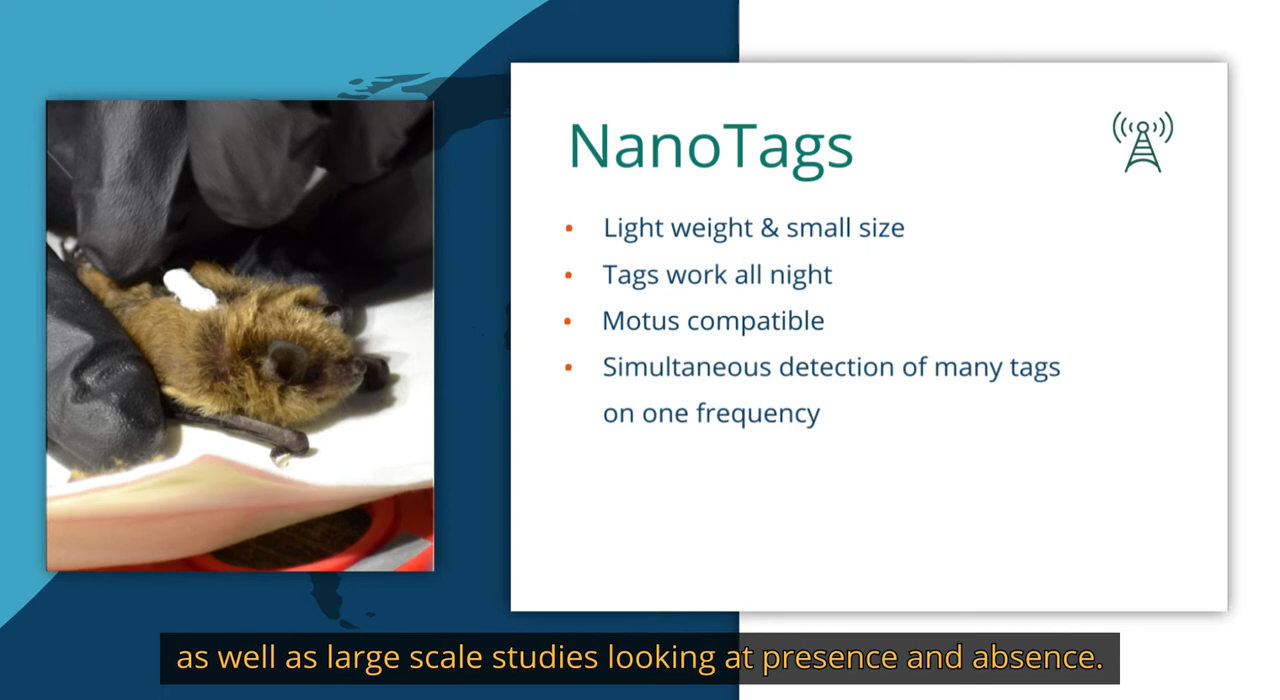 NanoTags
• Light weight & small size
• Tags work all night
• Motus compatible
• Simultaneous detection of many tags
on one frequency
as well as large scale studies looking at presence and absence.